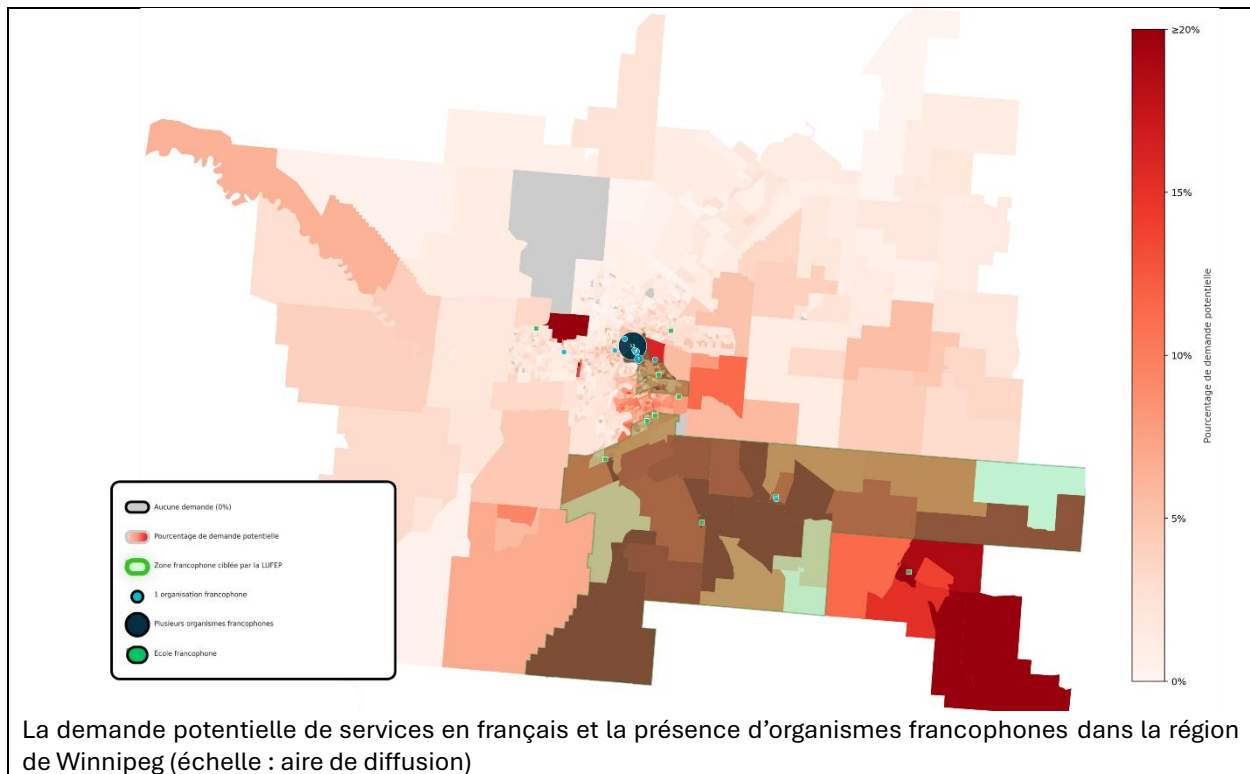 ≥20%
15%
10%
5%
0%
Pourcentage de demande potentielle
Aucune demande (0%)
Pourcentage de demande potentielle
Zone francophone ciblée par la LUFEP
1 organisation francophone
Plusieurs organismes francophones
Ecole francophone
La demande potentielle de services en français et la présence d’organismes francophones dans la région
de Winnipeg (échelle : aire de diffusion)